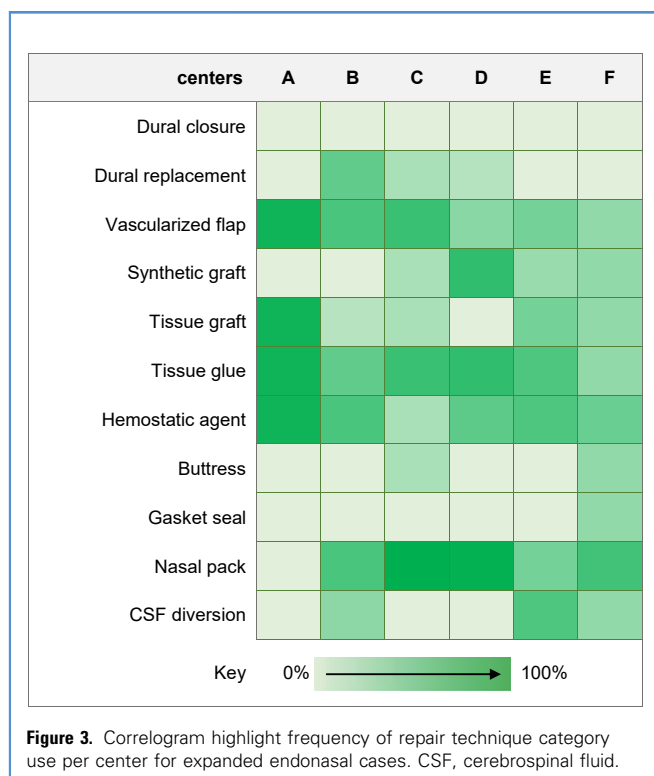 centers A B C D E F
Dural closure
Dural replacement
Vascularized flap
Synthetic graft
Tissue graft
Tissue glue
Hemostatic agent
Buttress
Gasket seal
Nasal pack
CSF diversion
Key 0% 100%
Figure 3. Correlogram highlight frequency of repair technique category
use per center for expanded endonasal cases. CSF, cerebrospinal fluid.